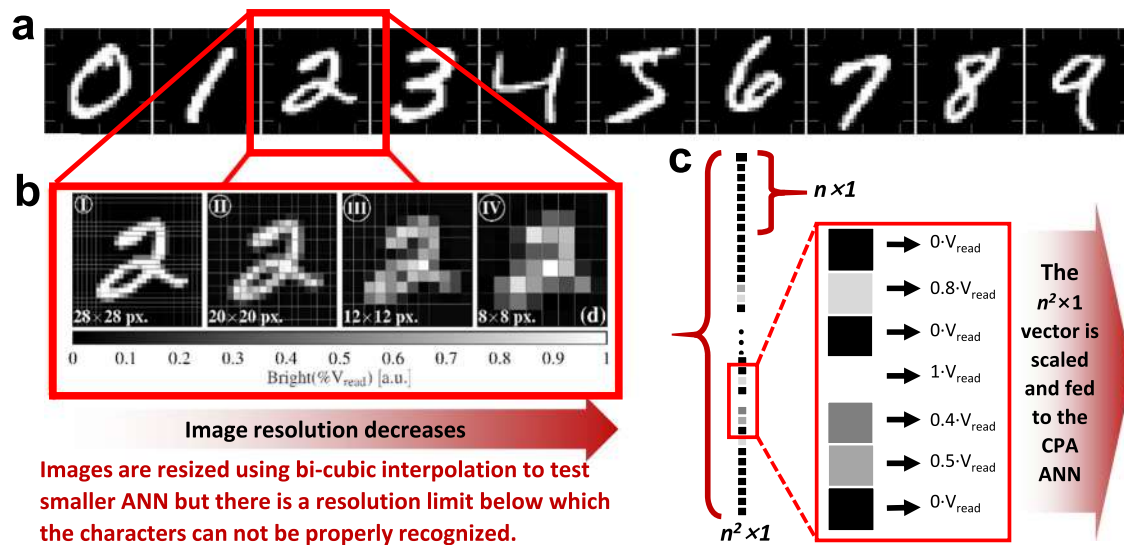 a
0 1 2 3 4 5 6 7 8 9
b
I II III IV
28×28 px. 20×20 px. 12×12 px. 8×8 px. (d)
0 0.1 0.2 0.3 0.4 0.5 0.6 0.7 0.8 0.9 1
Bright(%Vread) [a.u.]
Image resolution decreases
Images are resized using bi-cubic interpolation to test
smaller ANN but there is a resolution limit below which
the characters can not be properly recognized.
c
n×1
n²×1
0·Vread
0.8·Vread
0·Vread
1·Vread
0.4·Vread
0.5·Vread
0·Vread
The
n²×1
vector is
scaled
and fed
to the
CPA
ANN